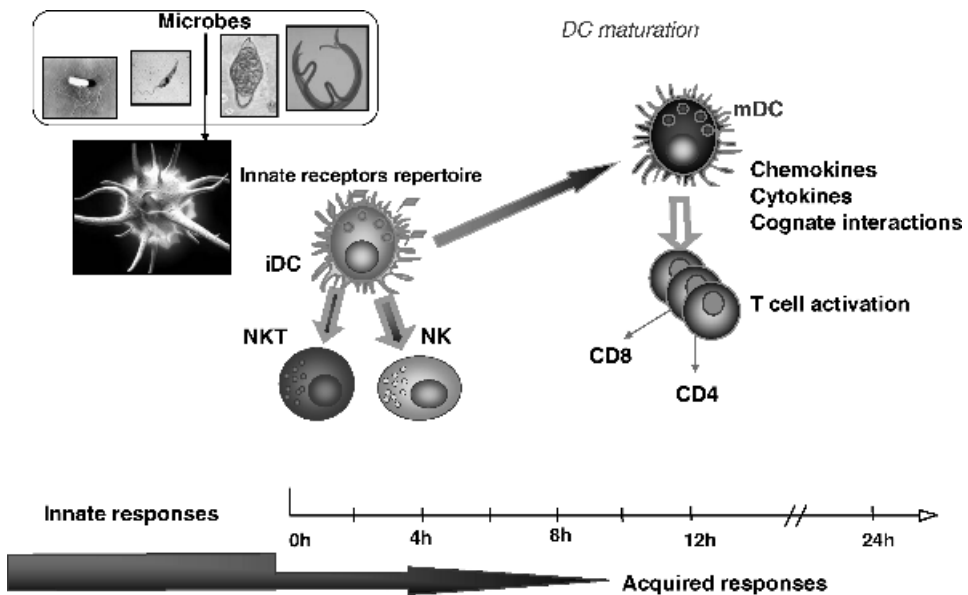 Microbes
DC maturation
mDC
Innate receptors repertoire
Chemokines
Cytokines
Cognate interactions
iDC
T cell activation
NKT
NK
CD8
CD4
Innate responses
0h
4h
8h
12h
24h
Acquired responses